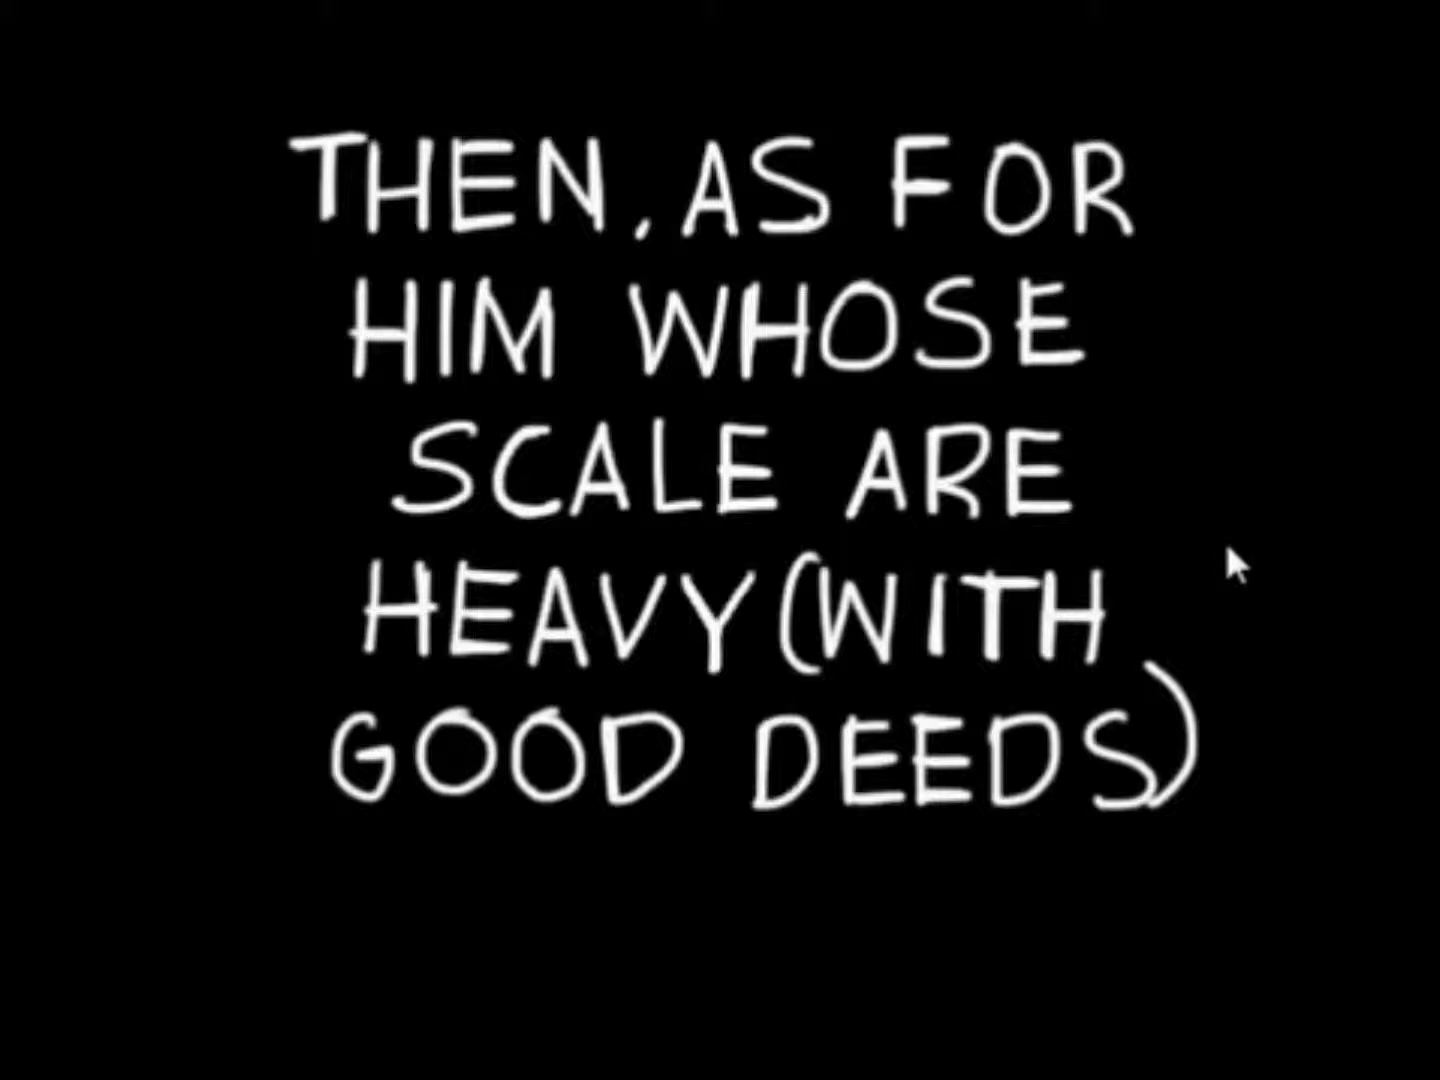 THEN, AS FOR
HIM WHOSE
SCALE ARE
HEAVY (WITH
GOOD DEEDS)